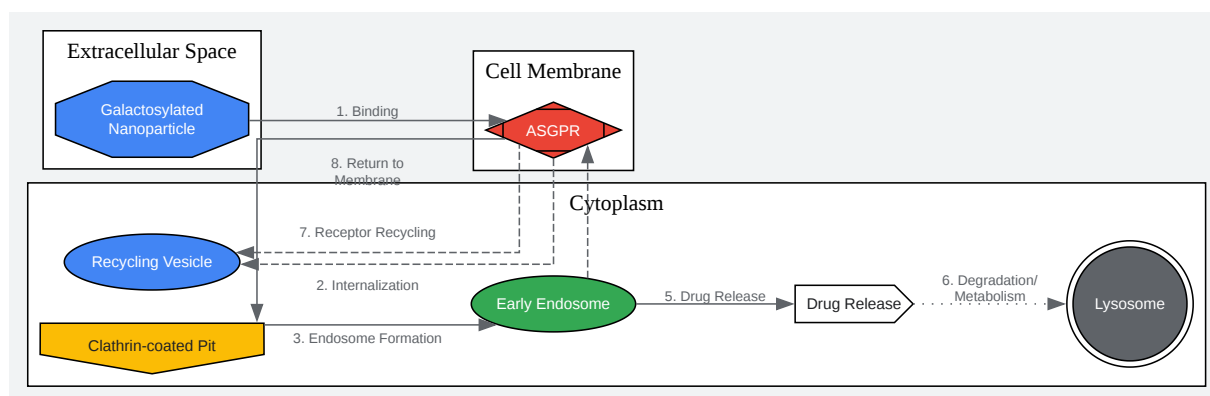 Extracellular Space
Galactosylated
Nanoparticle
1. Binding
Cell Membrane
ASGPR
8. Return to
Membrane
Cytoplasm
7. Receptor Recycling
Recycling Vesicle
2. Internalization
Early Endosome
5. Drug Release
Drug Release
6. Degradation/
Metabolism
Lysosome
Clathrin-coated Pit
3. Endosome Formation